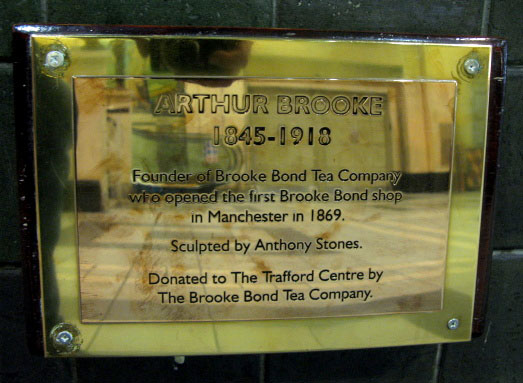 ARTHUR BROOKE
1845-1918
Founder of Brooke Bond Tea Company
who opened the first Brooke Bond shop
in Manchester in 1869.
Sculpted by Anthony Stones.
Donated to The Trafford Centre by
The Brooke Bond Tea Company.